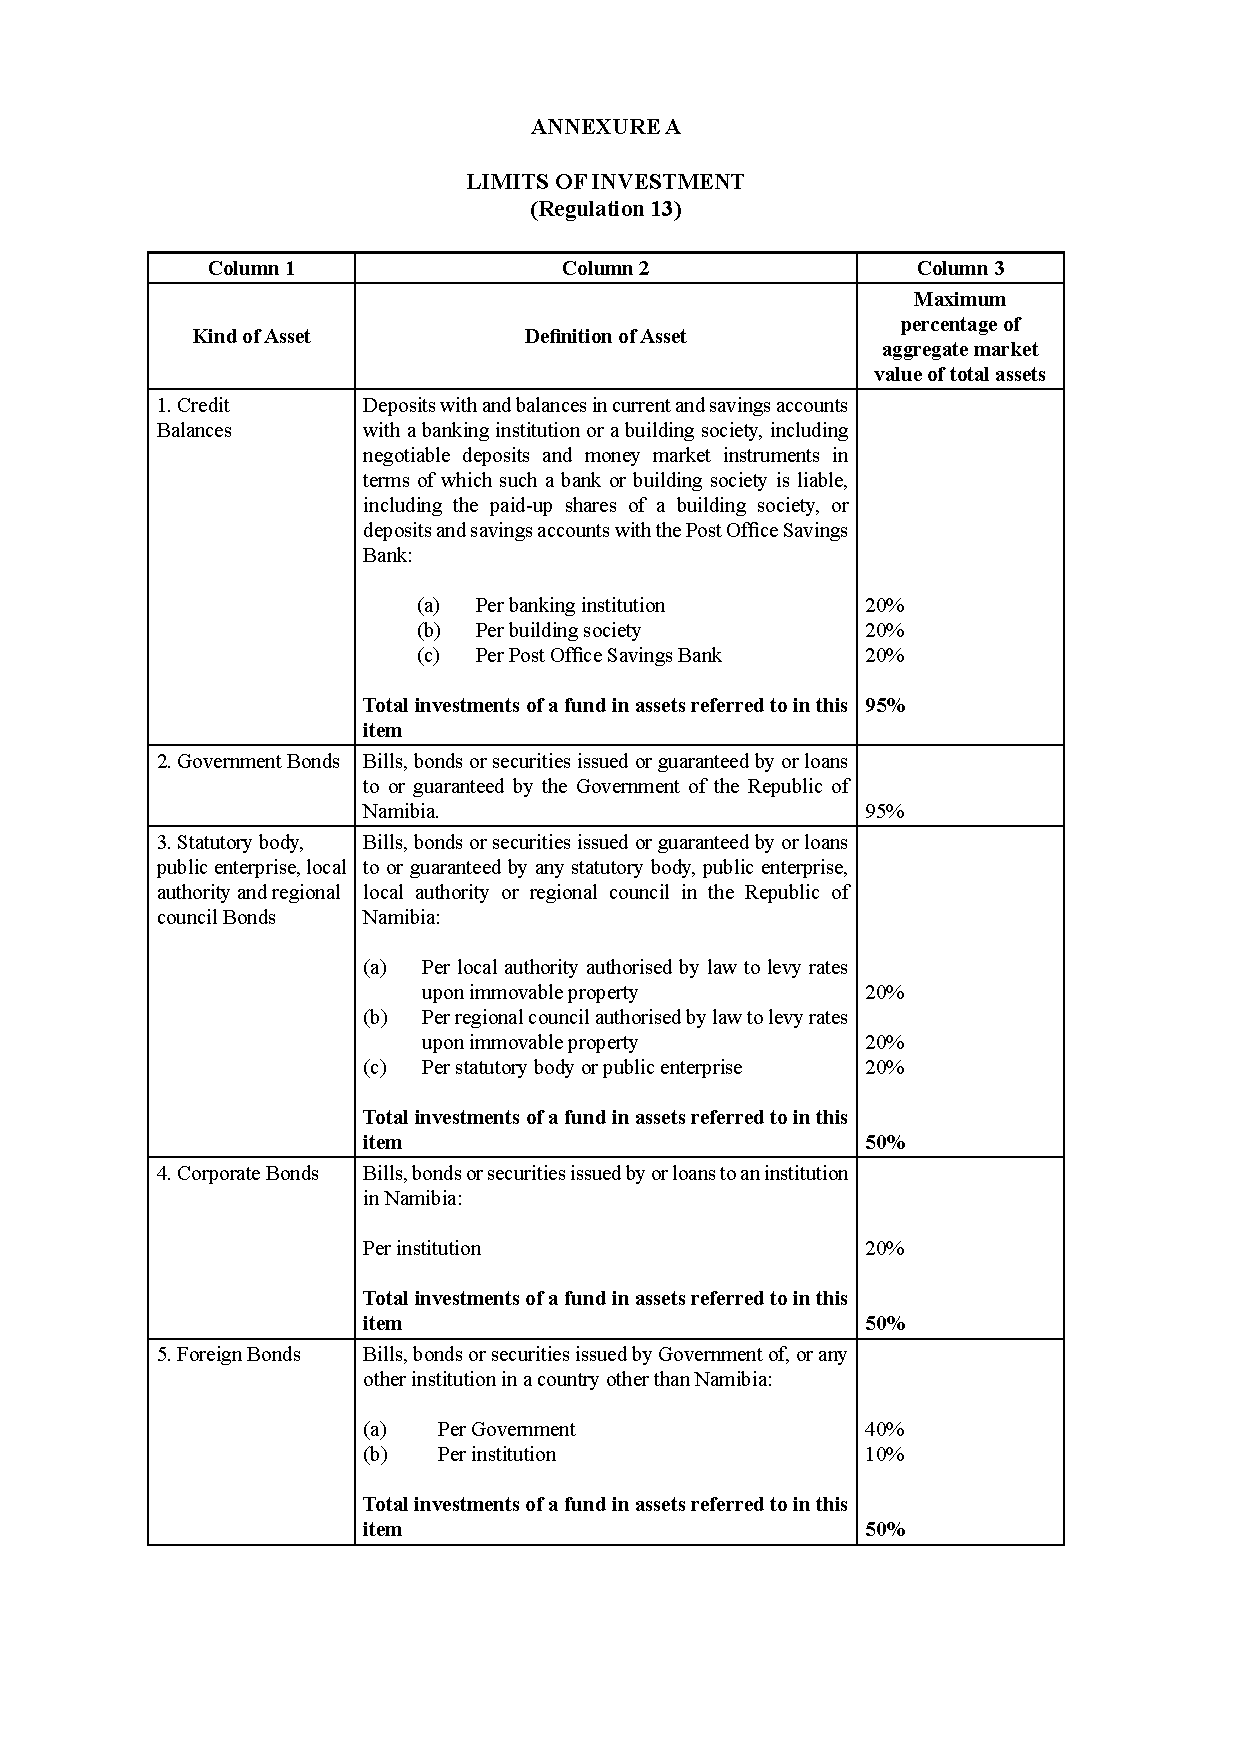 ANNEXURE A
LIMITS OF INVESTMENT
(Regulation 13)
Column 1
Column 2
Column 3
Kind of Asset
Definition of Asset
Maximum
percentage of
aggregate market
value of total assets
1. Credit
Balances
Deposits with and balances in current and savings accounts
with a banking institution or a building society, including
negotiable deposits and money market instruments in
terms of which such a bank or building society is liable,
including the paid-up shares of a building society, or
deposits and savings accounts with the Post Office Savings
Bank:
(a) Per banking institution 20%
(b) Per building society 20%
(c) Per Post Office Savings Bank 20%
Total investments of a fund in assets referred to in this 95%
item
2. Government Bonds
Bills, bonds or securities issued or guaranteed by or loans
to or guaranteed by the Government of the Republic of
Namibia. 95%
3. Statutory body,
public enterprise, local
authority and regional
council Bonds
Bills, bonds or securities issued or guaranteed by or loans
to or guaranteed by any statutory body, public enterprise,
local authority or regional council in the Republic of
Namibia:
(a) Per local authority authorised by law to levy rates
upon immovable property 20%
(b) Per regional council authorised by law to levy rates
upon immovable property 20%
(c) Per statutory body or public enterprise 20%
Total investments of a fund in assets referred to in this
item 50%
4. Corporate Bonds
Bills, bonds or securities issued by or loans to an institution
in Namibia:
Per institution 20%
Total investments of a fund in assets referred to in this
item 50%
5. Foreign Bonds
Bills, bonds or securities issued by Government of, or any
other institution in a country other than Namibia:
(a) Per Government 40%
(b) Per institution 10%
Total investments of a fund in assets referred to in this
item 50%